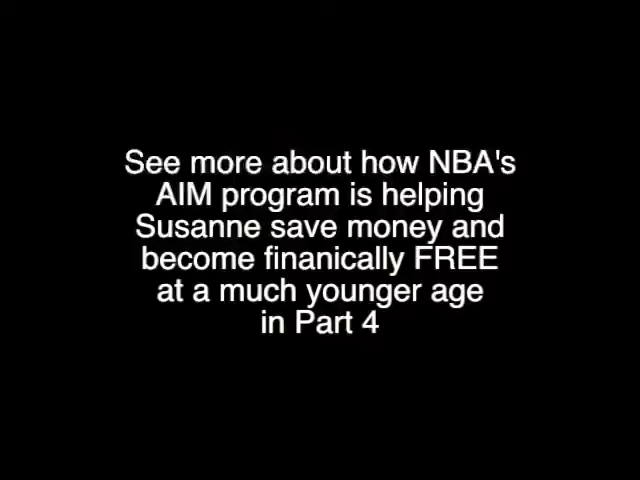 See more about how NBA's
AIM program is helping
Susanne save money and
become finanically FREE
at a much younger age
in Part 4